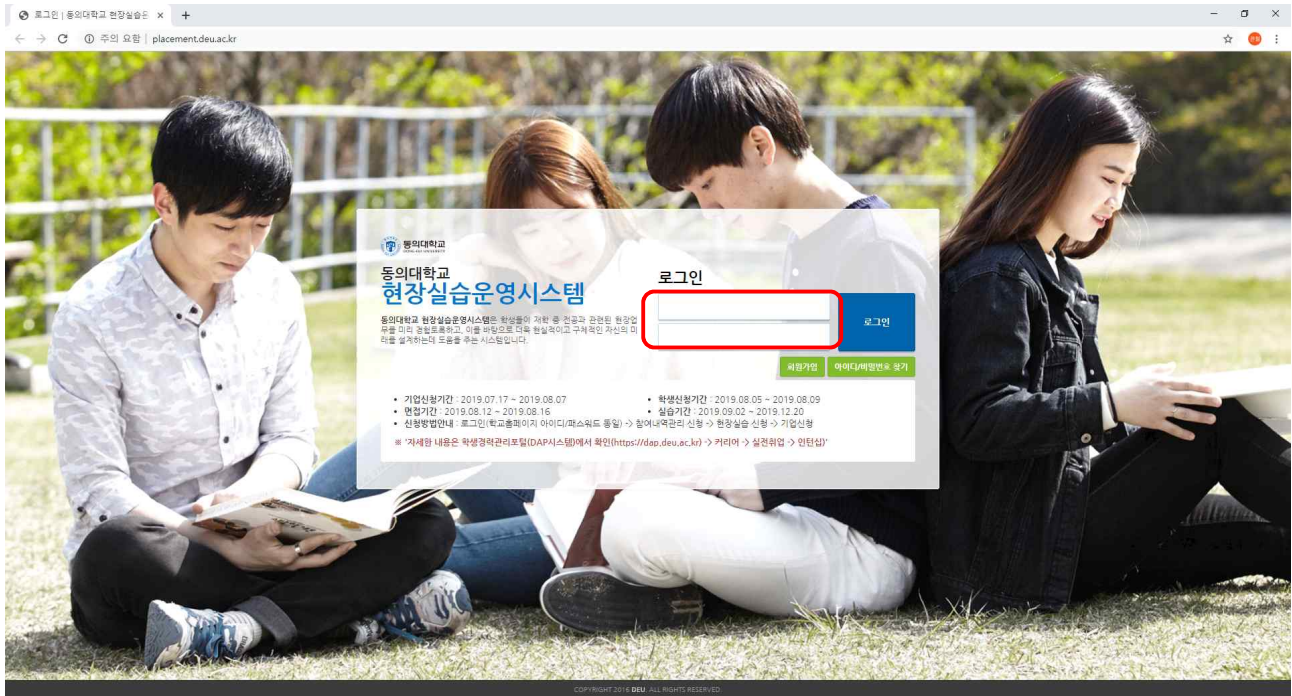 로그인 | 동의대학교 현장실습운
주의 요함 | placement.deu.ac.kr
동의대학교
DONG-EUI UNIVERSITY
동의대학교
현장실습운영시스템
동의대학교 현장실습운영시스템은 학생들이 재학 중 전공과 관련된 현장업
무를 미리 경험토록하고, 이를 바탕으로 더욱 현실적이고 구체적인 자신의 미
래를 설계하는데 도움을 주는 시스템입니다.
로그인
로그인
회원가입 아이디/비밀번호 찾기
• 기업신청기간 : 2019.07.17 ~ 2019.08.07 • 학생신청기간 : 2019.08.05 ~ 2019.08.09
• 면접기간 : 2019.08.12 ~ 2019.08.16 • 실습기간 : 2019.09.02 ~ 2019.12.20
• 신청방법안내 : 로그인(학교홈페이지 아이디/패스워드 동일) -> 참여내역관리 신청 -> 현장실습 신청 -> 기업신청
※ '자세한 내용은 학생경력관리포털(DAP시스템)에서 확인(https://dap.deu.ac.kr) -> 커리어 -> 실전취업 -> 인턴십)'
COPYRIGHT 2016 DEU. ALL RIGHTS RESERVED.